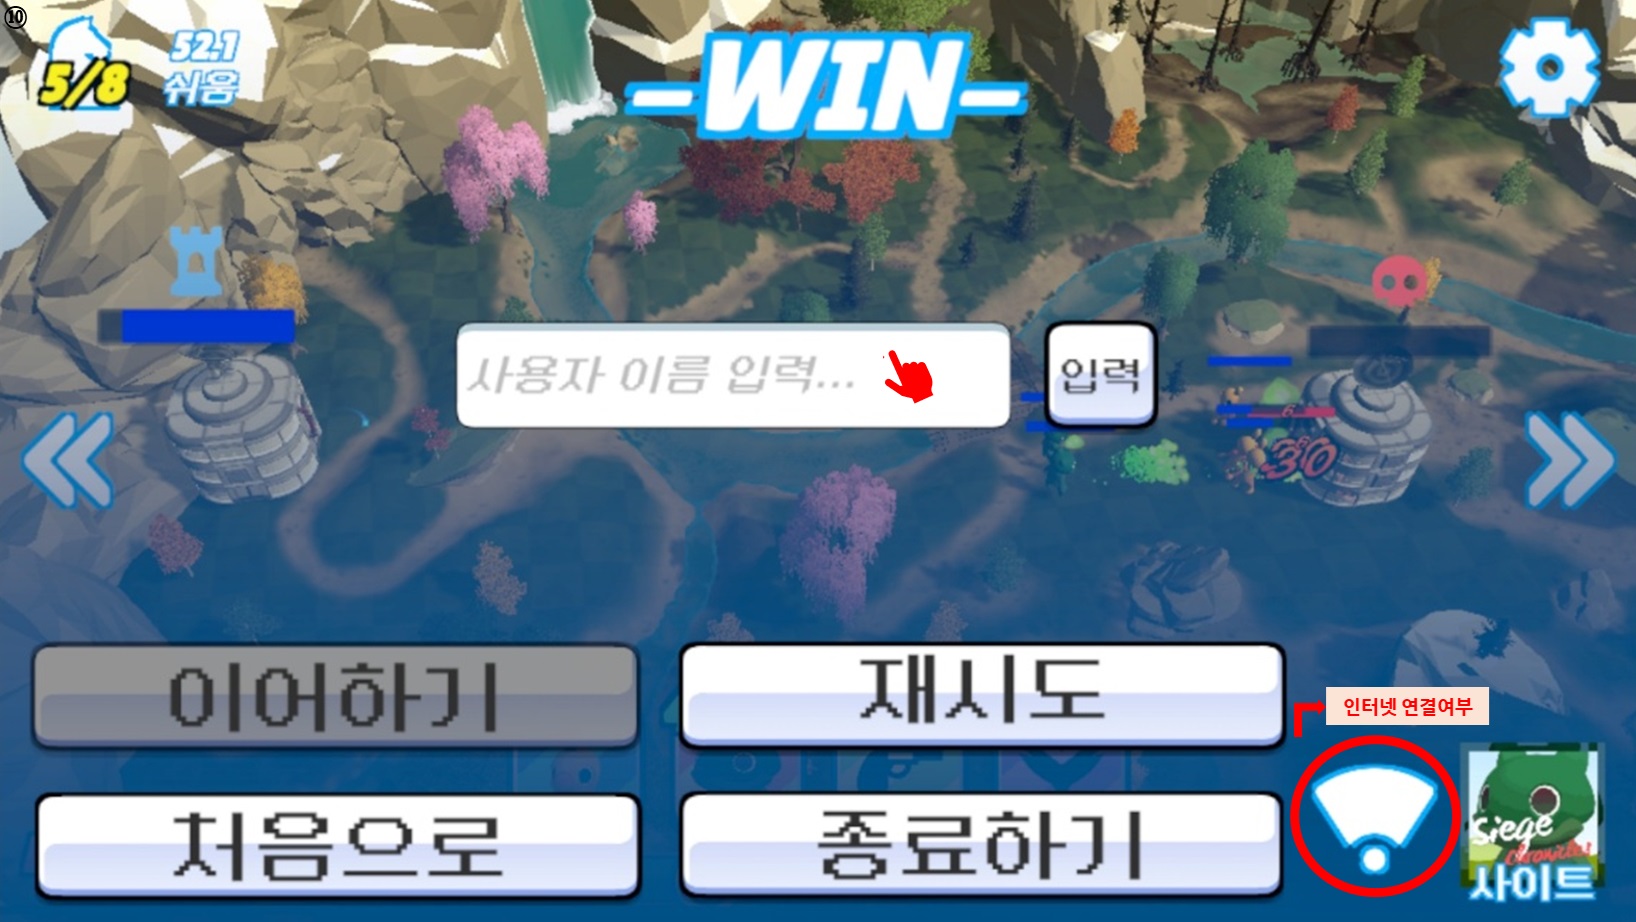 ⑩
5/8
52.1
쉬움
WIN
사용자 이름 입력...
입력
6
30
이어하기
재시도
인터넷 연결여부
처음으로
종료하기
Siege
Chronicles
사이트